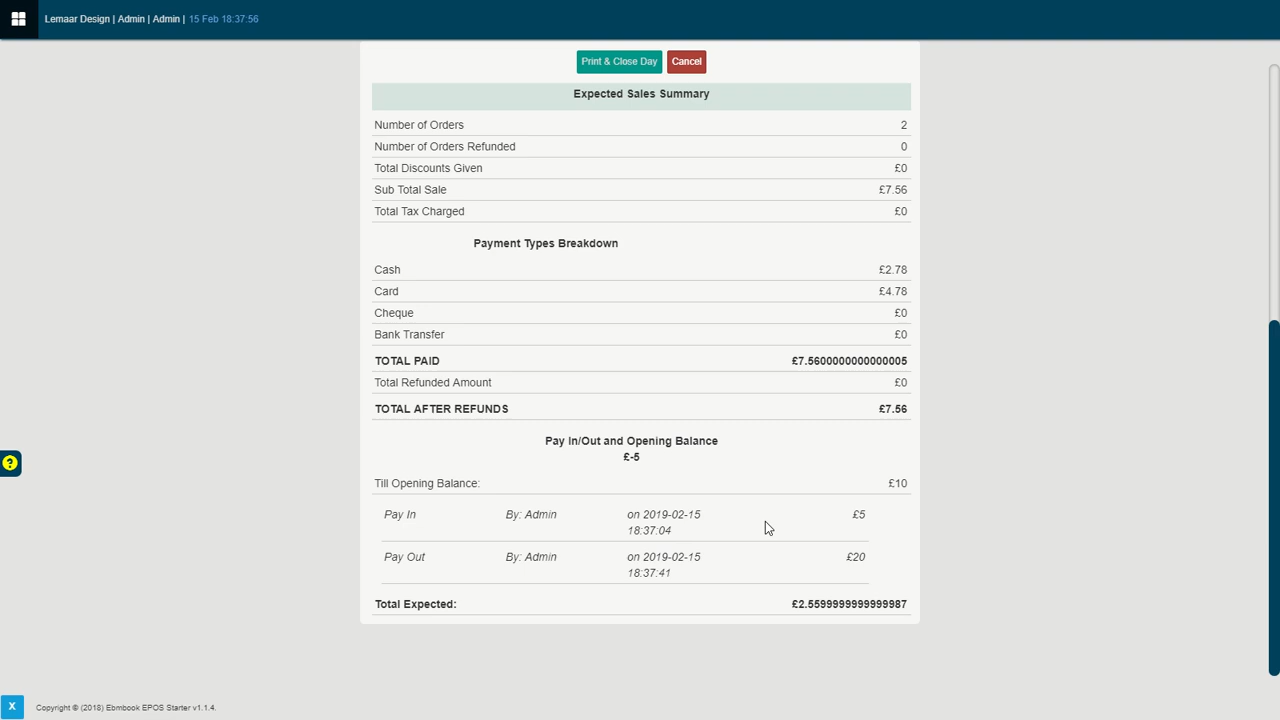 Lemaar Design | Admin | Admin | 15 Feb 18:37:56
Print & Close Day Cancel
Expected Sales Summary
Number of Orders 2
Number of Orders Refunded 0
Total Discounts Given £0
Sub Total Sale £7.56
Total Tax Charged £0
Payment Types Breakdown
Cash £2.78
Card £4.78
Cheque £0
Bank Transfer £0
TOTAL PAID £7.5600000000000005
Total Refunded Amount £0
TOTAL AFTER REFUNDS £7.56
Pay In/Out and Opening Balance
£-5
Till Opening Balance: £10
Pay In By: Admin on 2019-02-15 £5
18:37:04
Pay Out By: Admin on 2019-02-15 £20
18:37:41
Total Expected: £2.5599999999999987
?
X Copyright © (2018) Ebmbook EPOS Starter v1.1.4.